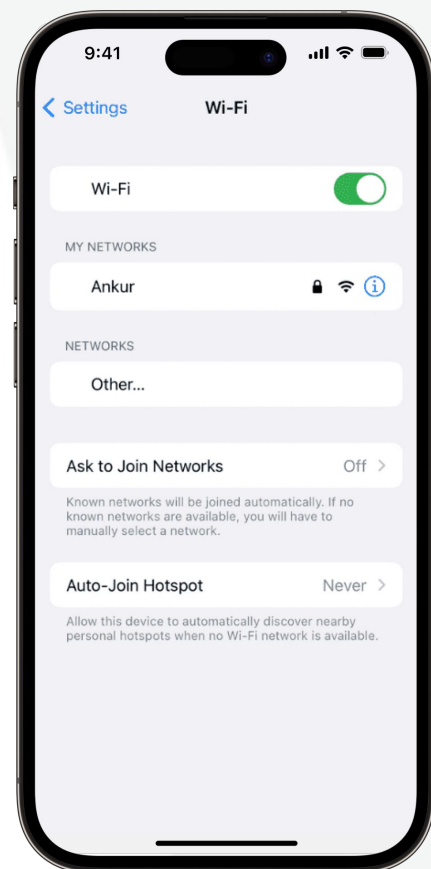 9:41
Settings
Wi-Fi
Wi-Fi
MY NETWORKS
Ankur
NETWORKS
Other...
Ask to Join Networks Off
Known networks will be joined automatically. If no
known networks are available, you will have to
manually select a network.
Auto-Join Hotspot Never
Allow this device to automatically discover nearby
personal hotspots when no Wi-Fi network is available.